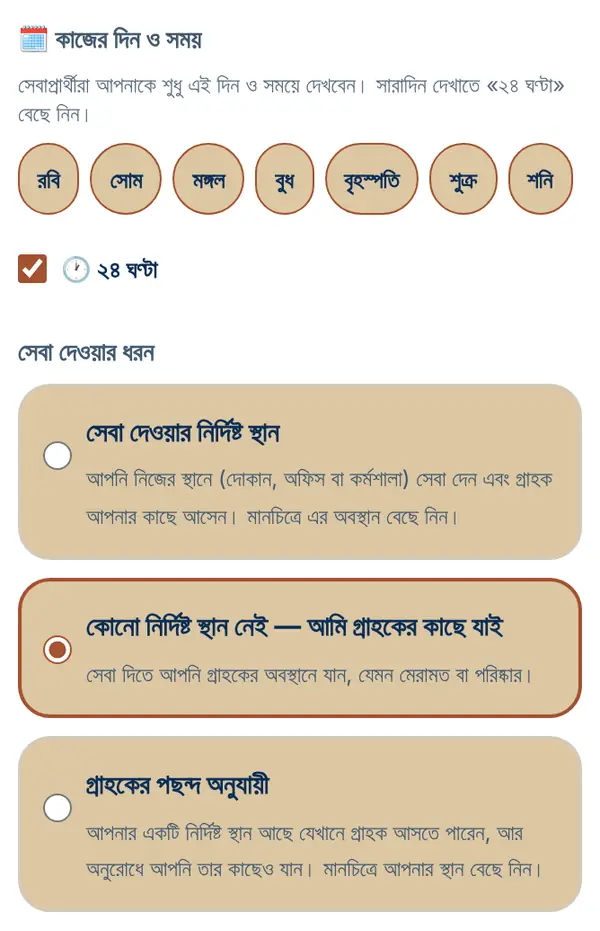 🗓️ কাজের দিন ও সময়
সেবাপ্রার্থীরা আপনাকে শুধু এই দিন ও সময়ে দেখবেন। সারাদিন দেখাতে «২৪ ঘণ্টা»
বেছে নিন।
রবি সোম মঙ্গল বুধ বৃহস্পতি শুক্র শনি
🕐 ২৪ ঘণ্টা
সেবা দেওয়ার ধরন
সেবা দেওয়ার নির্দিষ্ট স্থান
আপনি নিজের স্থানে (দোকান, অফিস বা কর্মশালা) সেবা দেন এবং গ্রাহক
আপনার কাছে আসেন। মানচিত্রে এর অবস্থান বেছে নিন।
কোনো নির্দিষ্ট স্থান নেই — আমি গ্রাহকের কাছে যাই
সেবা দিতে আপনি গ্রাহকের অবস্থানে যান, যেমন মেরামত বা পরিষ্কার।
গ্রাহকের পছন্দ অনুযায়ী
আপনার একটি নির্দিষ্ট স্থান আছে যেখানে গ্রাহক আসতে পারেন, আর
অনুরোধে আপনি তার কাছেও যান। মানচিত্রে আপনার স্থান বেছে নিন।